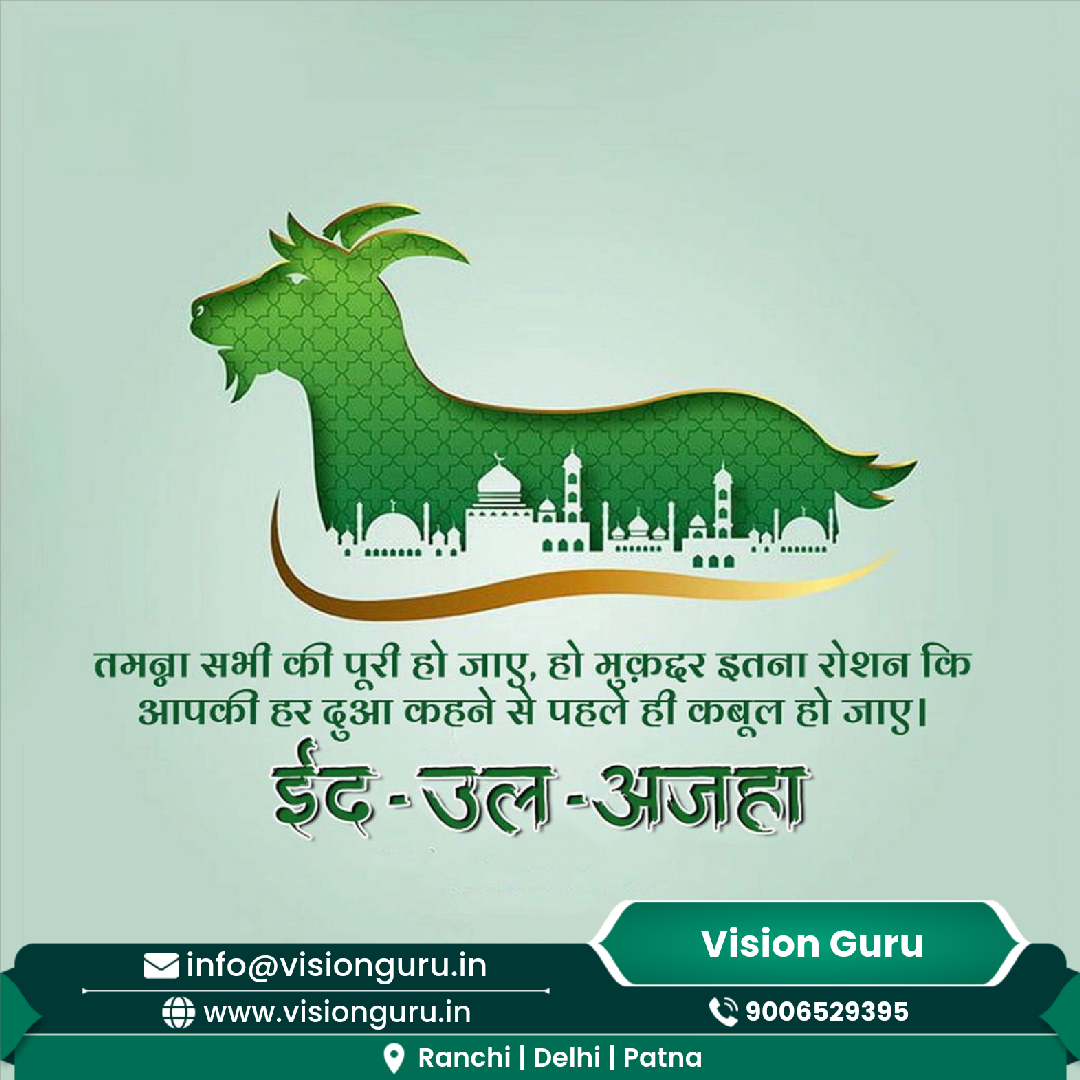 तमन्ना सभी की पूरी हो जाए, हो मुक़द्दर इतना रोशन कि
आपकी हर दुआ कहने से पहले ही कबूल हो जाए।
ईद - उल - अजहा
Vision Guru
info@visionguru.in
www.visionguru.in
9006529395
Ranchi | Delhi | Patna